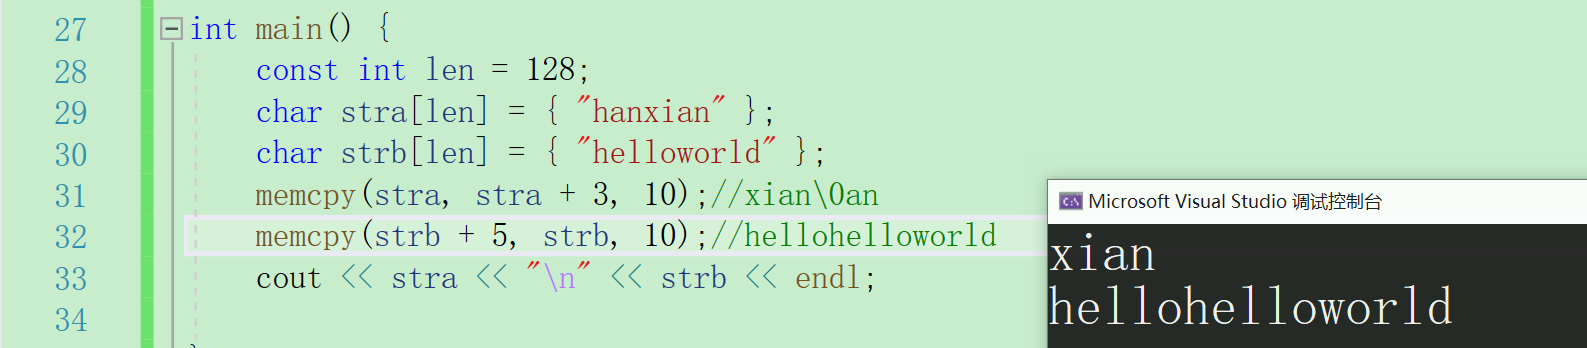 27 int main() {
28 const int len = 128;
29 char stra[len] = { "hanxian" };
30 char strb[len] = { "helloworld" };
31 memcpy(stra, stra + 3, 10);//xian\0an
32 memcpy(strb + 5, strb, 10);//hellohelloworld
33 cout << stra << "\n" << strb << endl;
34
Microsoft Visual Studio 调试控制台
xian
hellohelloworld